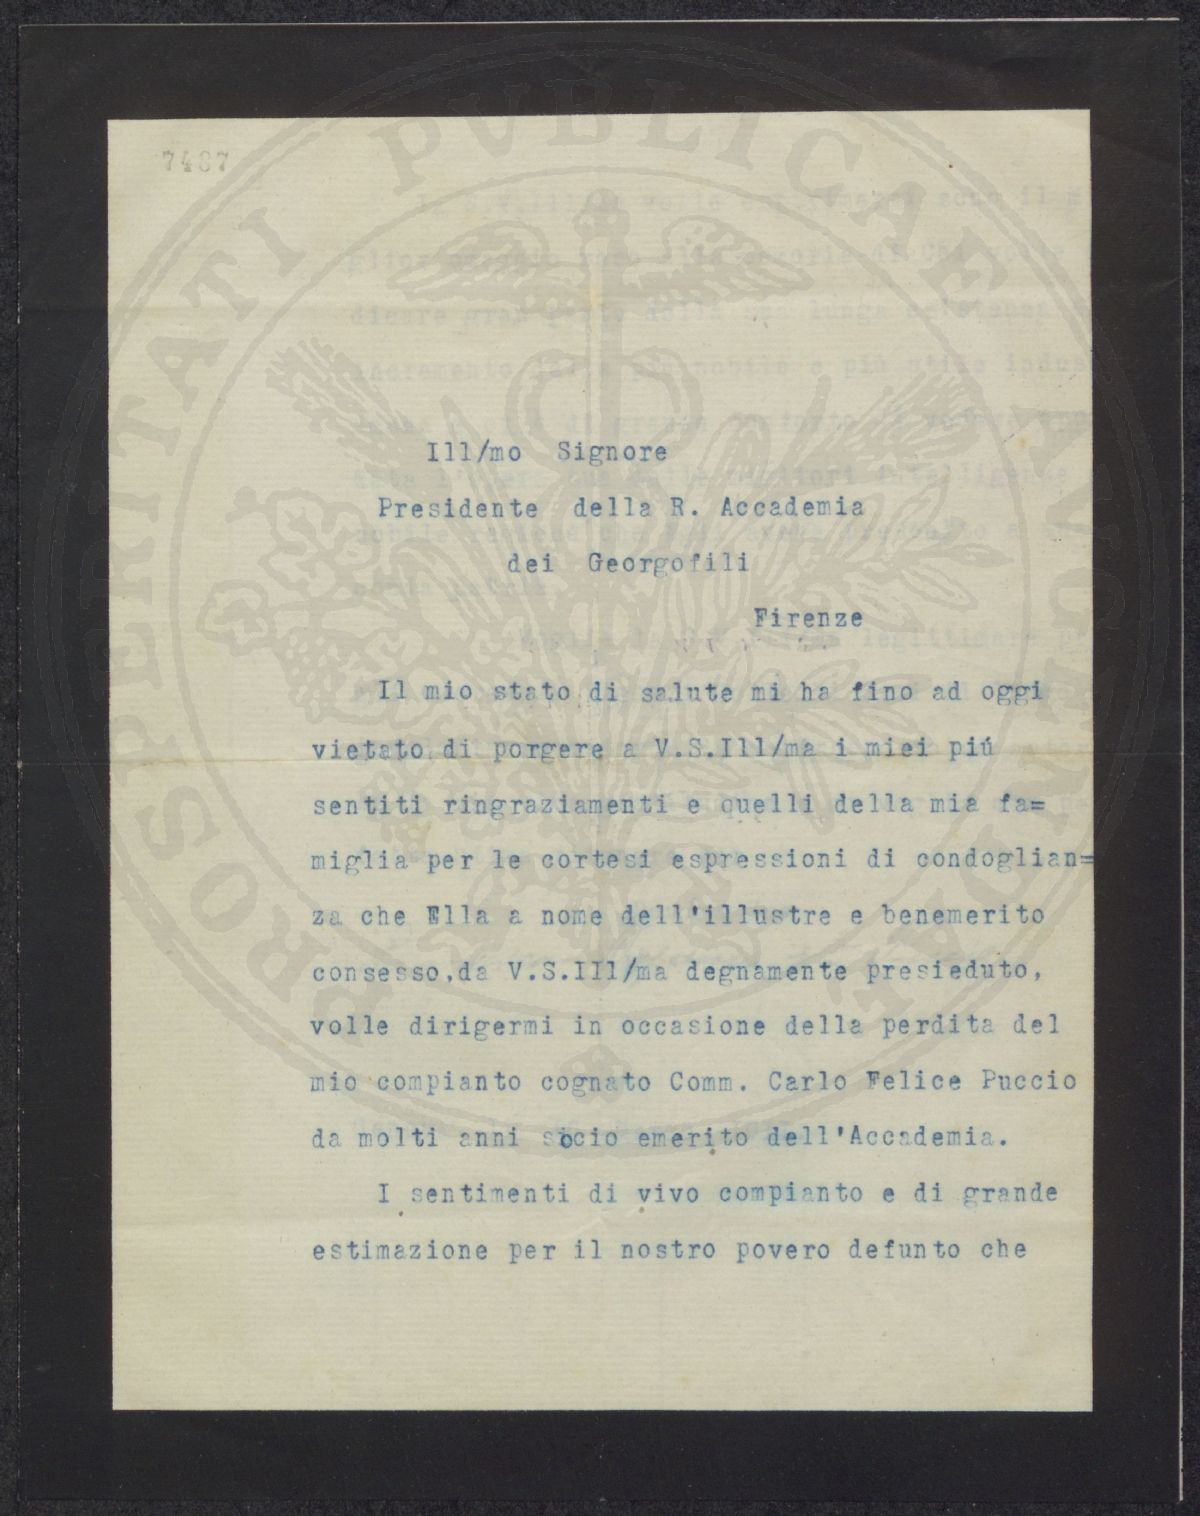 7487
PROSPERITATI PVBLICAE AVGENDAE
Ill/mo Signore
Presidente della R. Accademia
dei Georgofili
Firenze
Il mio stato di salute mi ha fino ad oggi
vietato di porgere a V.S.Ill/ma i miei piú
sentiti ringraziamenti e quelli della mia fa=
miglia per le cortesi espressioni di condoglian=
za che Ella a nome dell'illustre e benemerito
consesso,da V.S.Ill/ma degnamente presieduto,
volle dirigermi in occasione della perdita del
mio compianto cognato Comm. Carlo Felice Puccio
da molti anni socio emerito dell'Accademia.
I sentimenti di vivo compianto e di grande
estimazione per il nostro povero defunto che